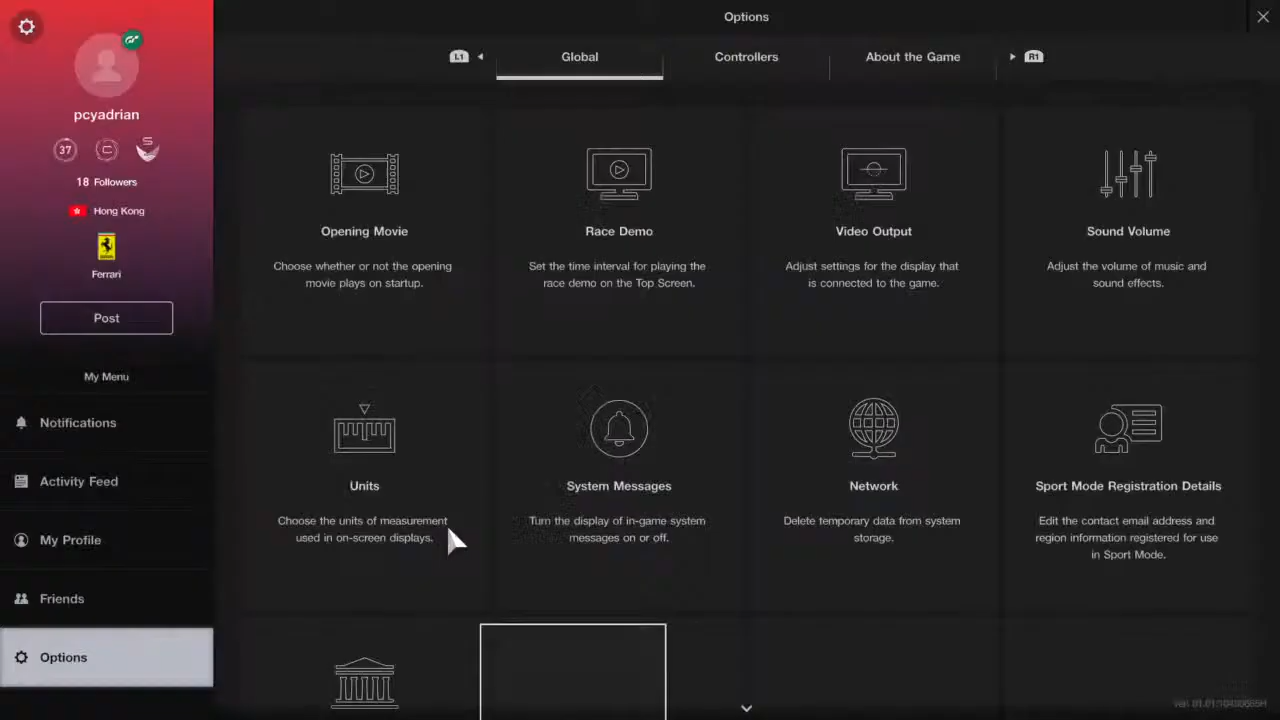 Options
L1
Global
Controllers
About the Game
R1
pcyadrian
37
C
S
18 Followers
Hong Kong
Ferrari
Post
My Menu
Notifications
Activity Feed
My Profile
Friends
Options
Opening Movie
Choose whether or not the opening
movie plays on startup.
Race Demo
Set the time interval for playing the
race demo on the Top Screen.
Video Output
Adjust settings for the display that
is connected to the game.
Sound Volume
Adjust the volume of music and
sound effects.
Units
Choose the units of measurement
used in on-screen displays.
System Messages
Turn the display of in-game system
messages on or off.
Network
Delete temporary data from system
storage.
Sport Mode Registration Details
Edit the contact email address and
region information registered for use
in Sport Mode.